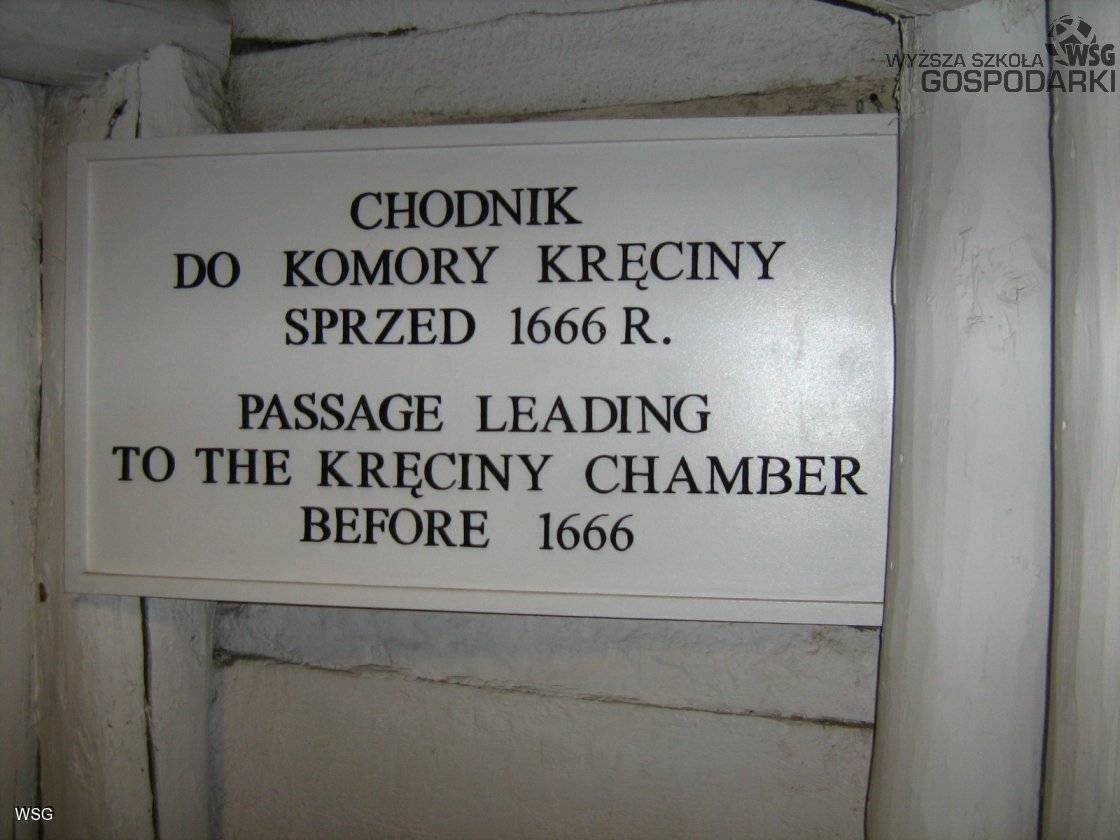 WYŻSZA SZKOŁA WSG
GOSPODARKI
CHODNIK
DO KOMORY KRĘCINY
SPRZED 1666 R.
PASSAGE LEADING
TO THE KRĘCINY CHAMBER
BEFORE 1666
WSG